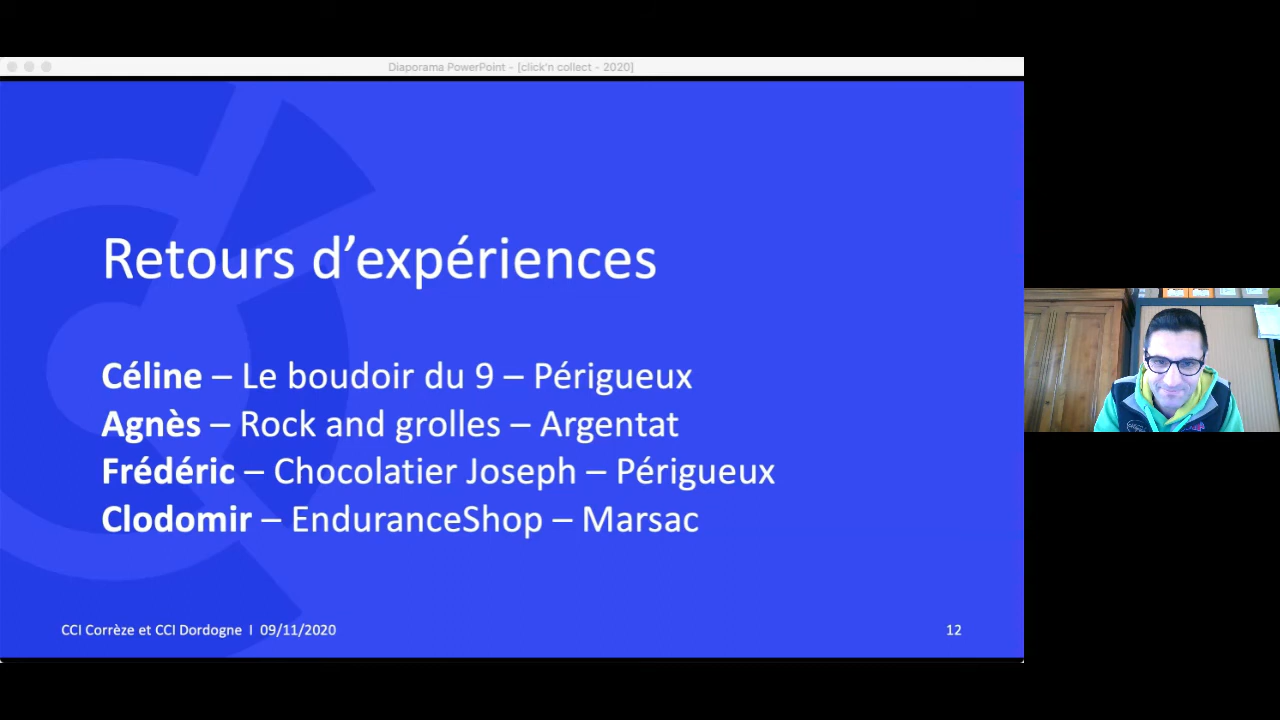 Diaporama PowerPoint - [click'n collect - 2020]
Retours d’expériences
Céline – Le boudoir du 9 – Périgueux
Agnès – Rock and grolles – Argentat
Frédéric – Chocolatier Joseph – Périgueux
Clodomir – EnduranceShop – Marsac
CCI Corrèze et CCI Dordogne I 09/11/2020
12